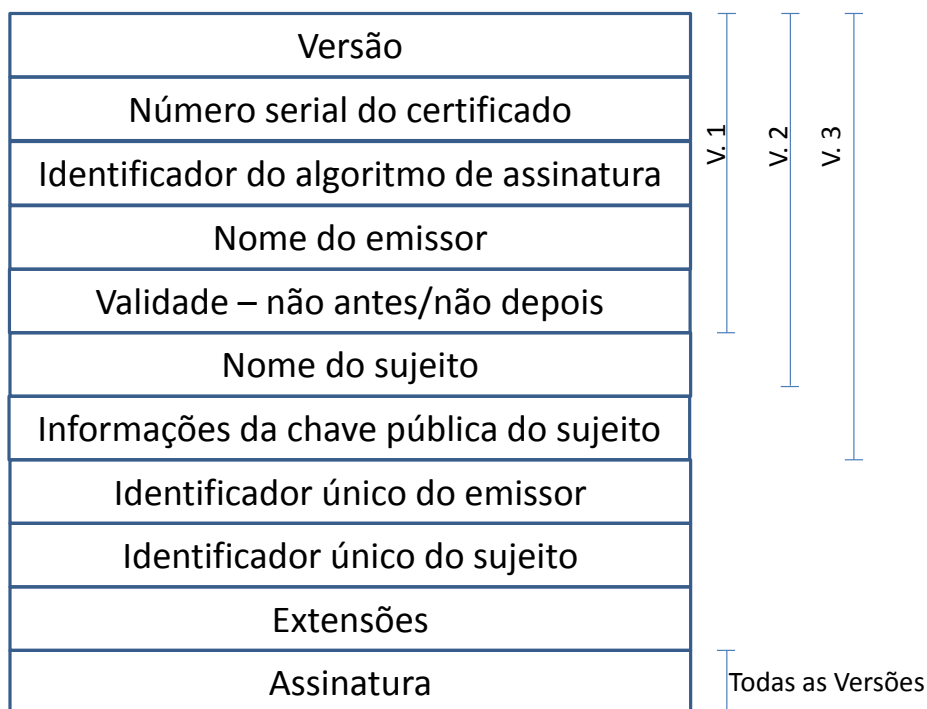 Versão
Número serial do certificado
Identificador do algoritmo de assinatura
Nome do emissor
Validade – não antes/não depois
Nome do sujeito
Informações da chave pública do sujeito
Identificador único do emissor
Identificador único do sujeito
Extensões
Assinatura
V. 1
V. 2
V. 3
Todas as Versões